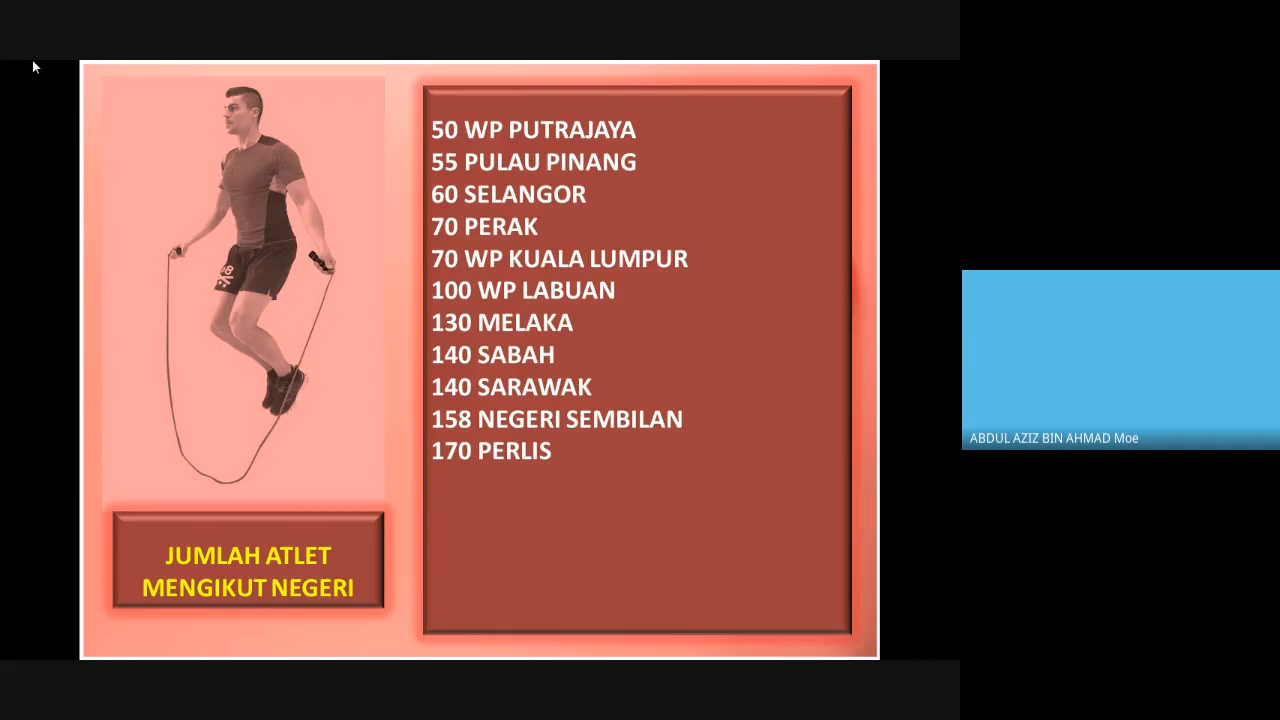 50 WP PUTRAJAYA
55 PULAU PINANG
60 SELANGOR
70 PERAK
70 WP KUALA LUMPUR
100 WP LABUAN
130 MELAKA
140 SABAH
140 SARAWAK
158 NEGERI SEMBILAN
170 PERLIS
JUMLAH ATLET
MENGIKUT NEGERI
ABDUL AZIZ BIN AHMAD Moe